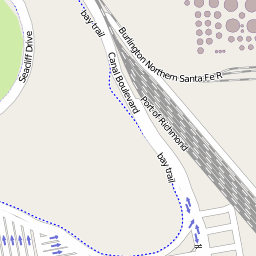 bay trail
Seacliff Drive
Canal Boulevard
Burlington Northern Santa Fe R
Port of Richmond
bay trail